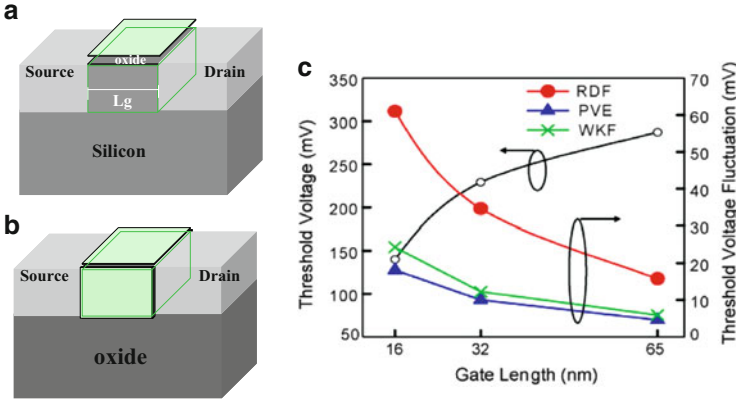 a
oxide
Source
Drain
Lg
Silicon
b
Source
Drain
oxide
c
RDF
PVE
WKF
Threshold Voltage (mV)
350
300
250
200
150
100
50
70
60
50
40
30
20
10
0
Threshold Voltage Fluctuation (mV)
16
32
65
Gate Length (nm)